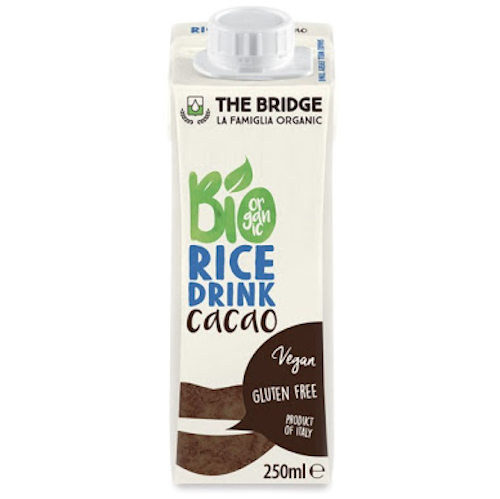 THE BRIDGE
LA FAMIGLIA ORGANIC
Bio
organic
RICE
DRINK
cacao
Vegan
GLUTEN FREE
PRODUCT
OF ITALY
250ml e